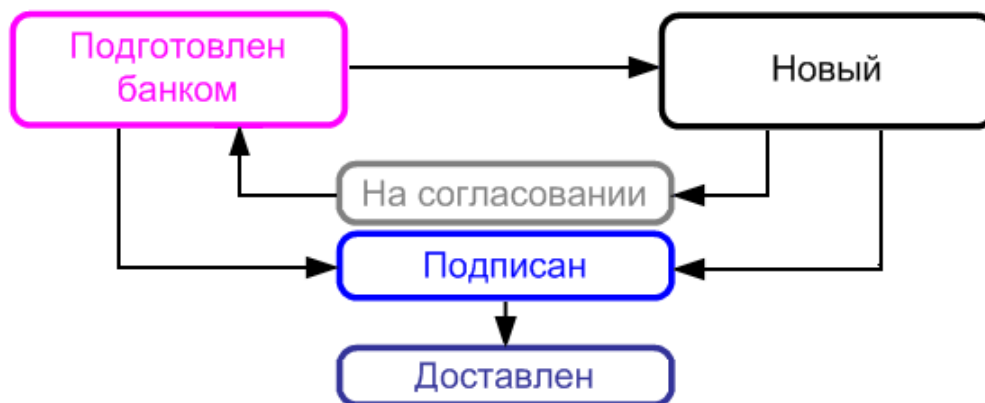 Подготовлен
банком
Новый
На согласовании
Подписан
Доставлен